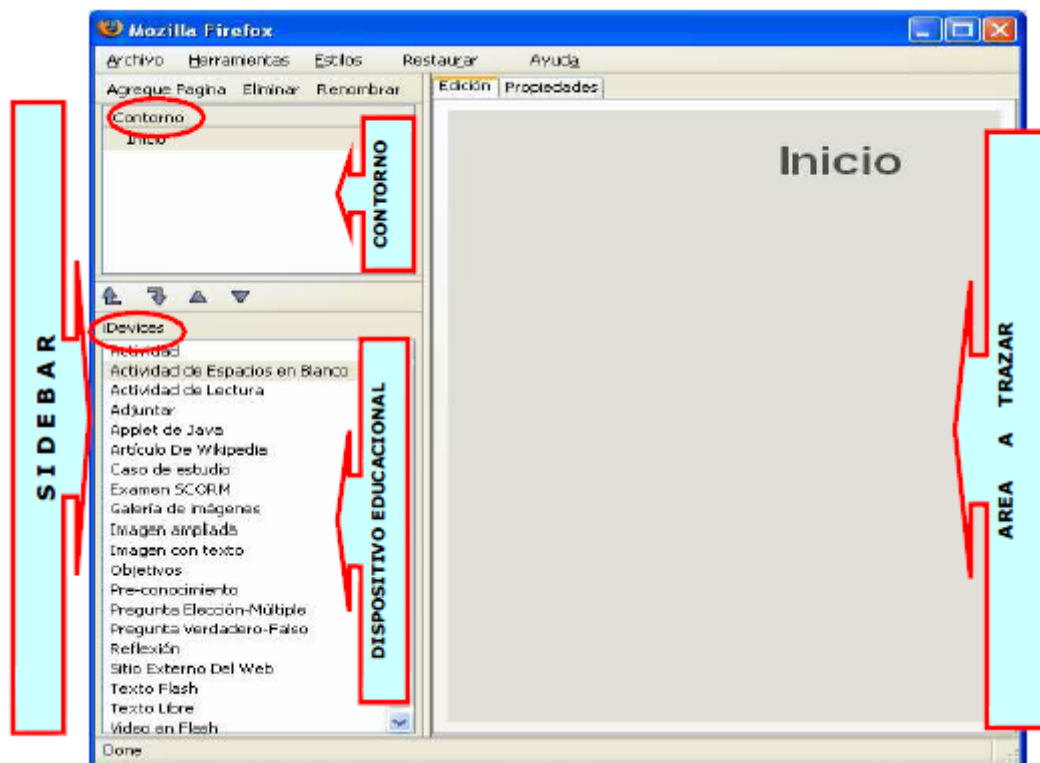 Mozilla Firefox
Archivo Herramientas Estilos Restaurar Ayuda
Agregue Pagina Eliminar Renombrar
Edición Propiedades
Contorno
Inicio
Inicio
CONTORNO
iDevices
Actividad
Actividad de Espacios en Blanco
Actividad de Lectura
Adjuntar
Applet de Java
Artículo De Wikipedia
Caso de estudio
Examen SCORM
Galería de imágenes
Imagen ampliada
Imagen con texto
Objetivos
Pre-conocimiento
Pregunta Elección-Múltiple
Pregunta Verdadero-Falso
Reflexión
Sitio Externo Del Web
Texto Flash
Texto Libre
Video en Flash
Done
SIDEBAR
DISPOSITIVO EDUCACIONAL
AREA A TRAZAR